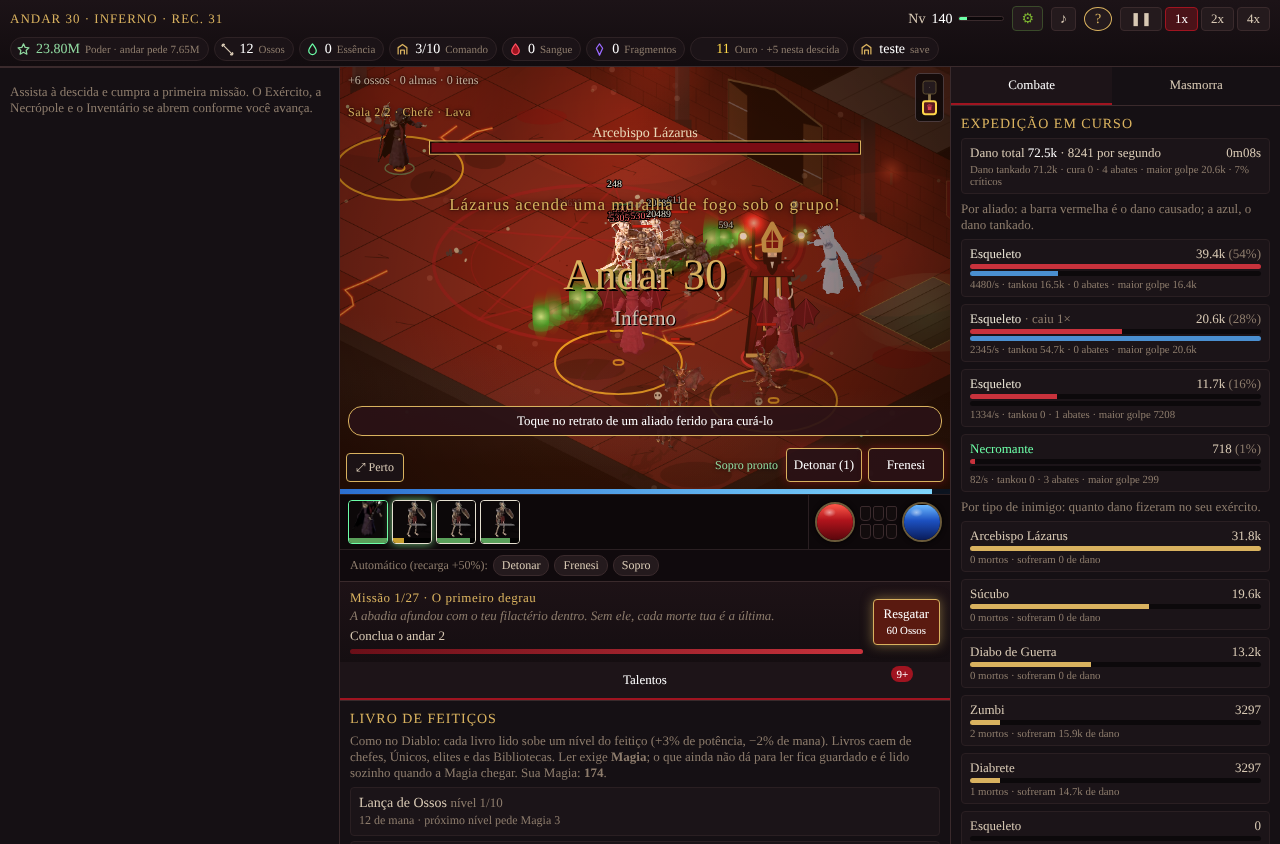 ANDAR 30 · INFERNO · REC. 31
Nv 140
?
1x
2x
4x
23.80M Poder · andar pede 7.65M
12 Ossos
0 Essência
3/10 Comando
0 Sangue
0 Fragmentos
11 Ouro · +5 nesta descida
teste save
Assista à descida e cumpra a primeira missão. O Exército, a
Necrópole e o Inventário se abrem conforme você avança.
+6 ossos · 0 almas · 0 itens
Sala 2/2 · Chefe · Lava
Arcebispo Lázarus
248
Lázarus acende uma muralha de fogo sob o grupo!
20489
594
Andar 30
Inferno
Toque no retrato de um aliado ferido para curá-lo
Perto
Sopro pronto
Detonar (1)
Frenesi
Automático (recarga +50%):
Detonar
Frenesi
Sopro
Missão 1/27 · O primeiro degrau
A abadia afundou com o teu filactério dentro. Sem ele, cada morte tua é a última.
Conclua o andar 2
Resgatar
60 Ossos
Talentos
9+
LIVRO DE FEITIÇOS
Como no Diablo: cada livro lido sobe um nível do feitiço (+3% de potência, −2% de mana). Livros caem de
chefes, Únicos, elites e das Bibliotecas. Ler exige Magia; o que ainda não dá para ler fica guardado e é lido
sozinho quando a Magia chegar. Sua Magia: 174.
Lança de Ossos nível 1/10
12 de mana · próximo nível pede Magia 3
Combate
Masmorra
EXPEDIÇÃO EM CURSO
Dano total 72.5k · 8241 por segundo
0m08s
Dano tankado 71.2k · cura 0 · 4 abates · maior golpe 20.6k · 7%
críticos
Por aliado: a barra vermelha é o dano causado; a azul, o
dano tankado.
Esqueleto
39.4k (54%)
4480/s · tankou 16.5k · 0 abates · maior golpe 16.4k
Esqueleto · caiu 1×
20.6k (28%)
2345/s · tankou 54.7k · 0 abates · maior golpe 20.6k
Esqueleto
11.7k (16%)
1334/s · tankou 0 · 1 abates · maior golpe 7208
Necromante
718 (1%)
82/s · tankou 0 · 3 abates · maior golpe 299
Por tipo de inimigo: quanto dano fizeram no seu exército.
Arcebispo Lázarus
31.8k
0 mortos · sofreram 0 de dano
Súcubo
19.6k
0 mortos · sofreram 0 de dano
Diabo de Guerra
13.2k
0 mortos · sofreram 0 de dano
Zumbi
3297
2 mortos · sofreram 15.9k de dano
Diabrete
3297
1 mortos · sofreram 14.7k de dano
Esqueleto
0